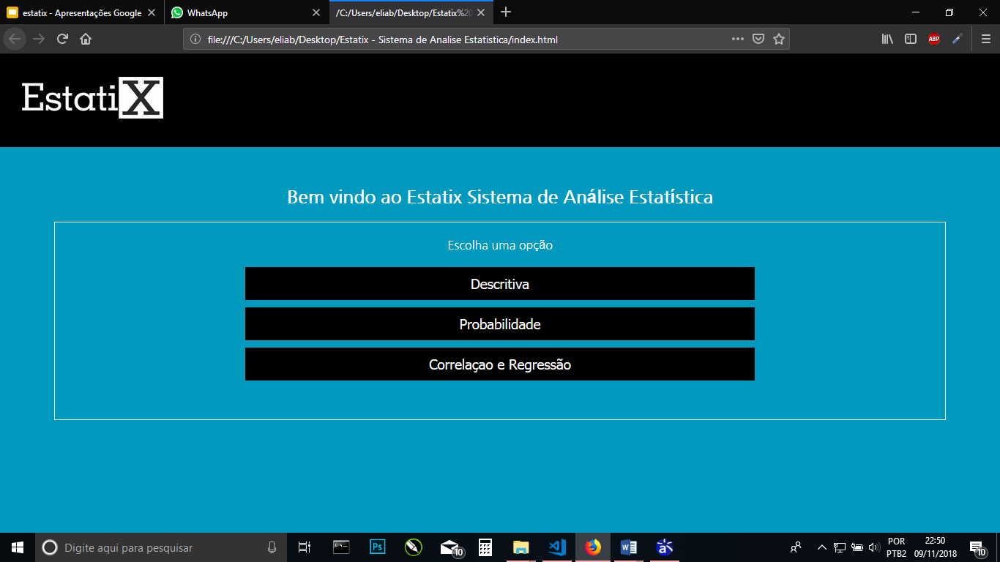 estatix - Apresentações Google
WhatsApp
/C:/Users/eliab/Desktop/Estatix%20
file:///C:/Users/eliab/Desktop/Estatix - Sistema de Analise Estatistica/index.html
ABP
EstatiX
Bem vindo ao Estatix Sistema de Análise Estatística
Escolha uma opção
Descritiva
Probabilidade
Correlaçao e Regressão
Digite aqui para pesquisar
Ps
10
POR
PTB2
22:50
09/11/2018
10